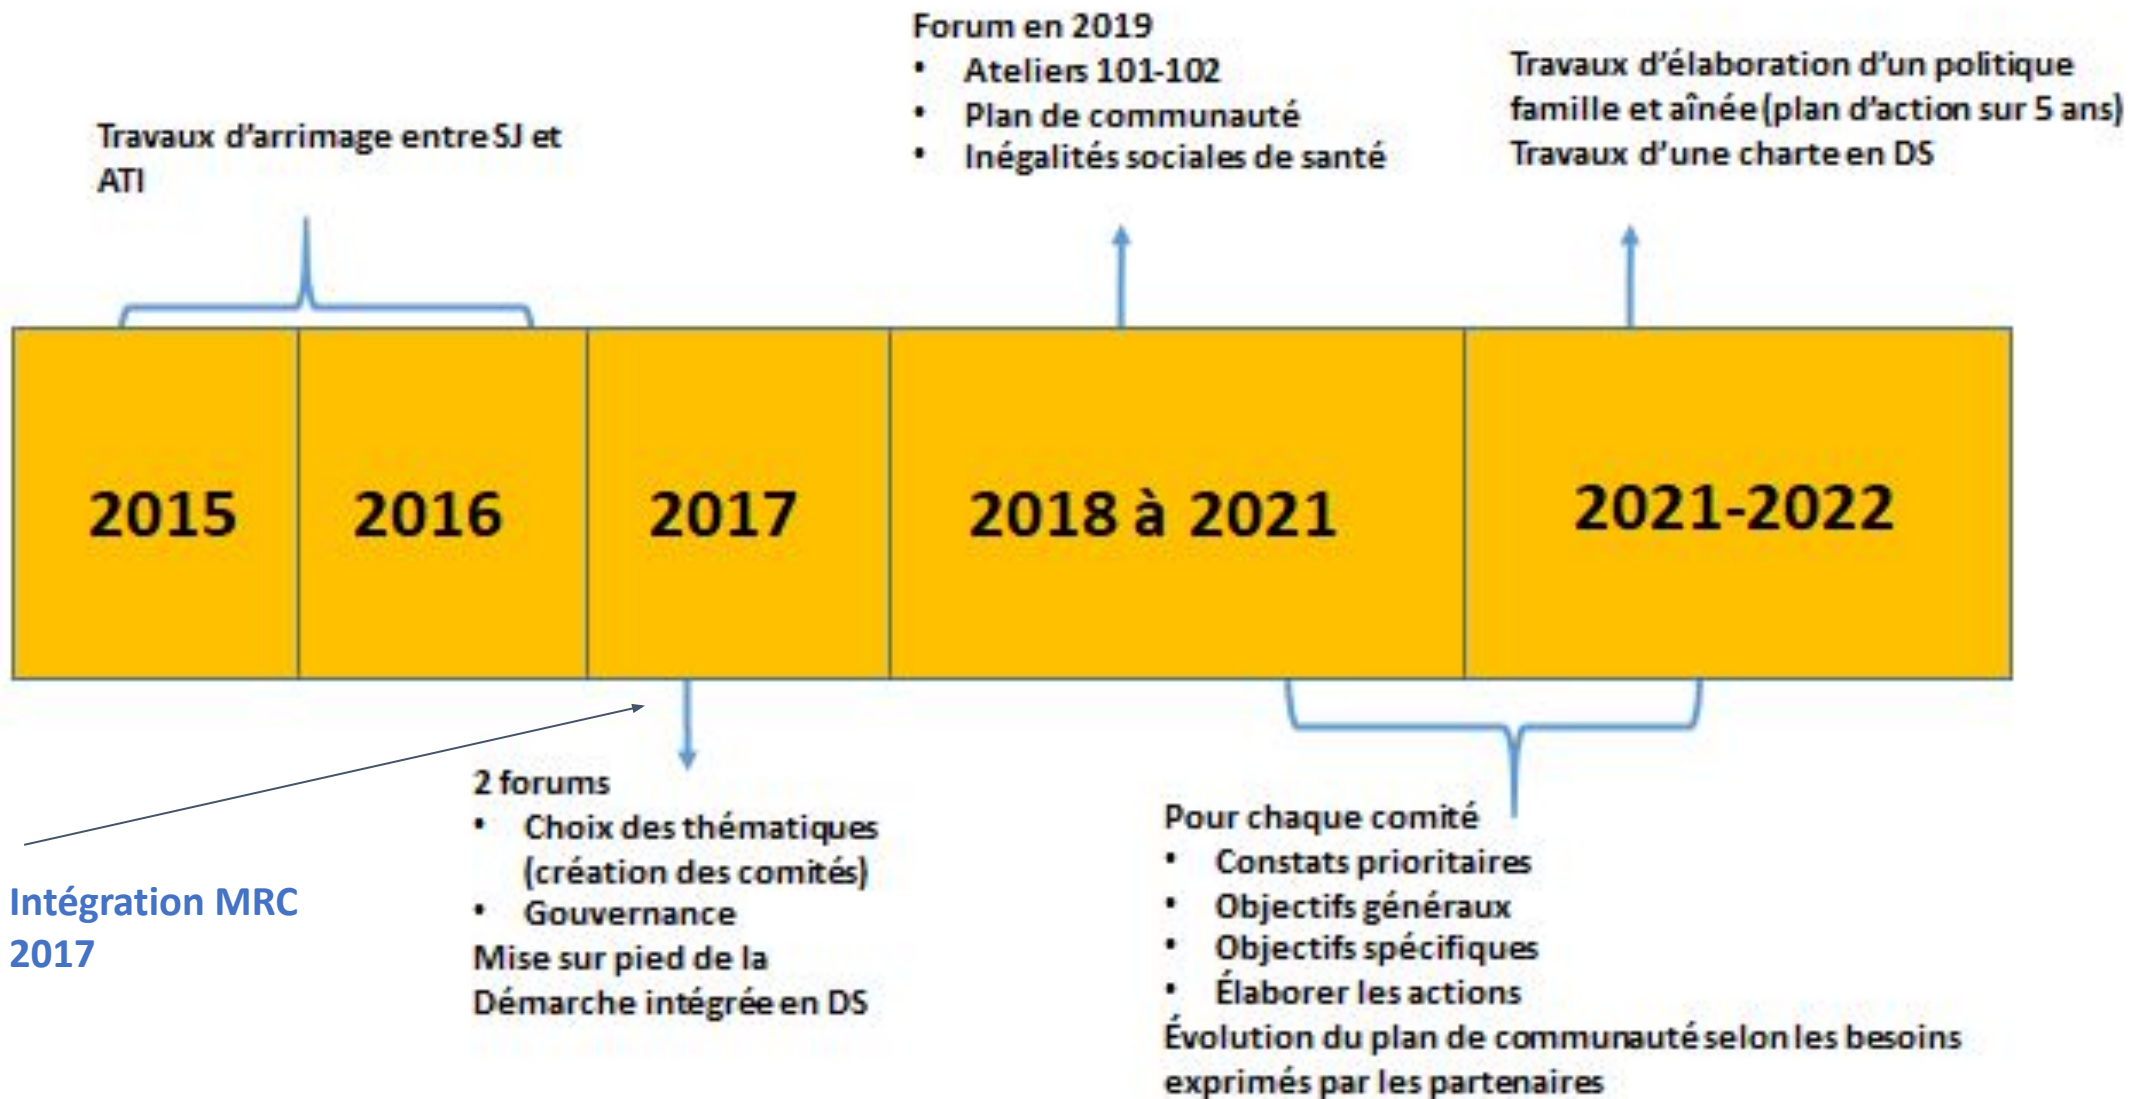 Forum en 2019
• Ateliers 101-102
• Plan de communauté
• Inégalités sociales de santé
Travaux d'élaboration d'un politique
famille et aînée (plan d'action sur 5 ans)
Travaux d'une charte en DS
Travaux d'arrimage entre SJ et
ATI
2015
2016
2017
2018 à 2021
2021-2022
Intégration MRC
2017
2 forums
• Choix des thématiques
(création des comités)
• Gouvernance
Mise sur pied de la
Démarche intégrée en DS
Pour chaque comité
• Constats prioritaires
• Objectifs généraux
• Objectifs spécifiques
• Élaborer les actions
Évolution du plan de communauté selon les besoins
exprimés par les partenaires